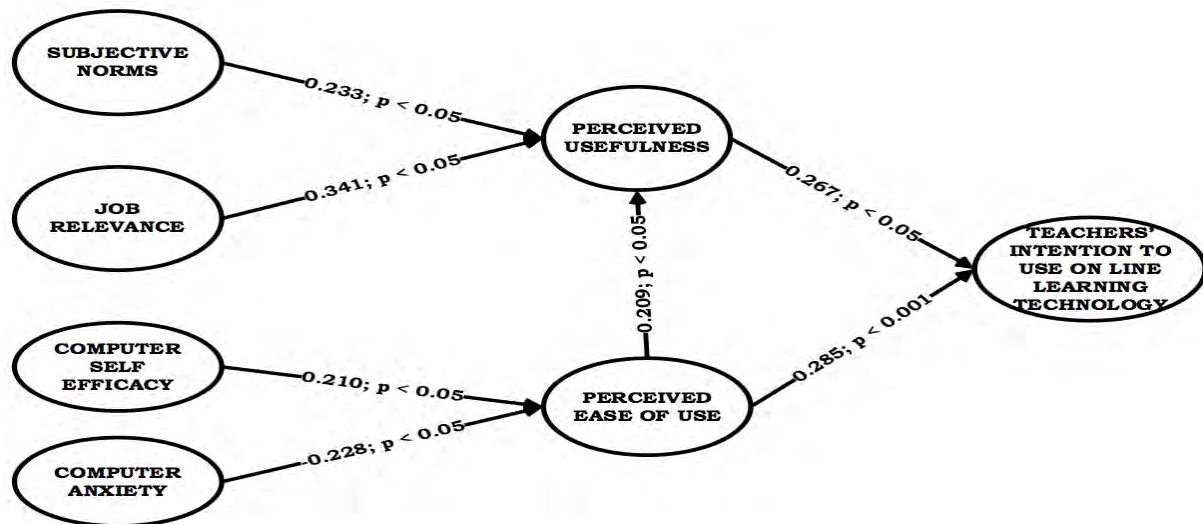 SUBJECTIVE
NORMS
0.233; p < 0.05
JOB
RELEVANCE
0.341; p < 0.05
PERCEIVED
USEFULNESS
0.267; p < 0.05
0.209; p < 0.05
TEACHERS'
INTENTION TO
USE ON LINE
LEARNING
TECHNOLOGY
COMPUTER
SELF
EFFICACY
0.210; p < 0.05
COMPUTER
ANXIETY
-0.228; p < 0.05
PERCEIVED
EASE OF USE
0.285; p < 0.001